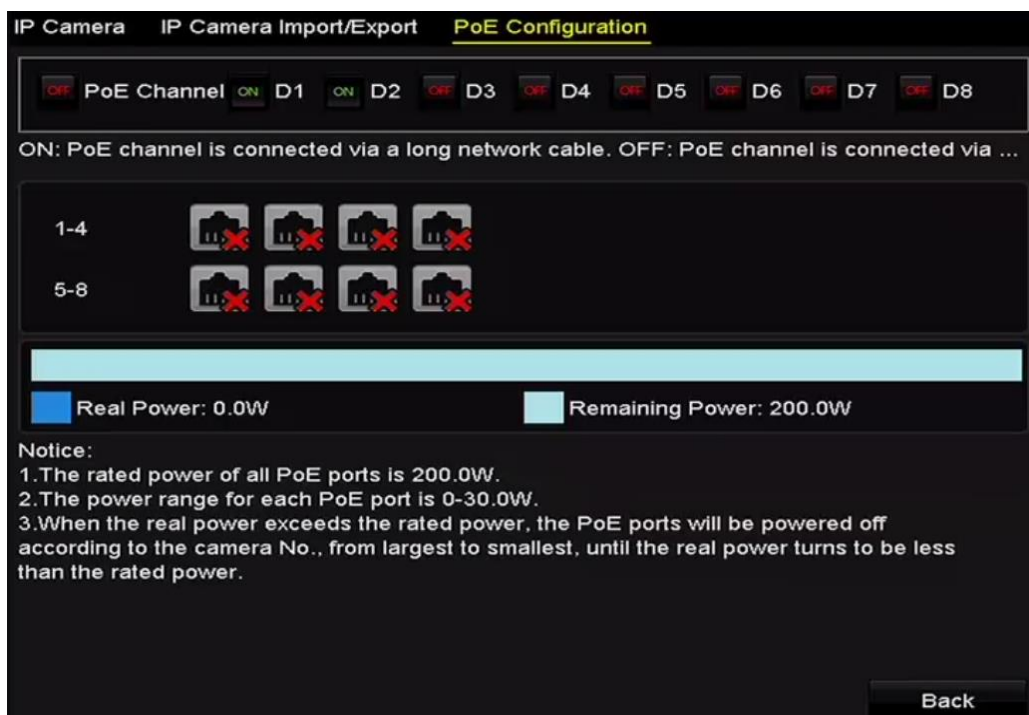 IP Camera IP Camera Import/Export PoE Configuration
OFF PoE Channel ON D1 ON D2 OFF D3 OFF D4 OFF D5 OFF D6 OFF D7 OFF D8
ON: PoE channel is connected via a long network cable. OFF: PoE channel is connected via ...
1-4
5-8
Real Power: 0.0W Remaining Power: 200.0W
Notice:
1.The rated power of all PoE ports is 200.0W.
2.The power range for each PoE port is 0-30.0W.
3.When the real power exceeds the rated power, the PoE ports will be powered off
according to the camera No., from largest to smallest, until the real power turns to be less
than the rated power.
Back